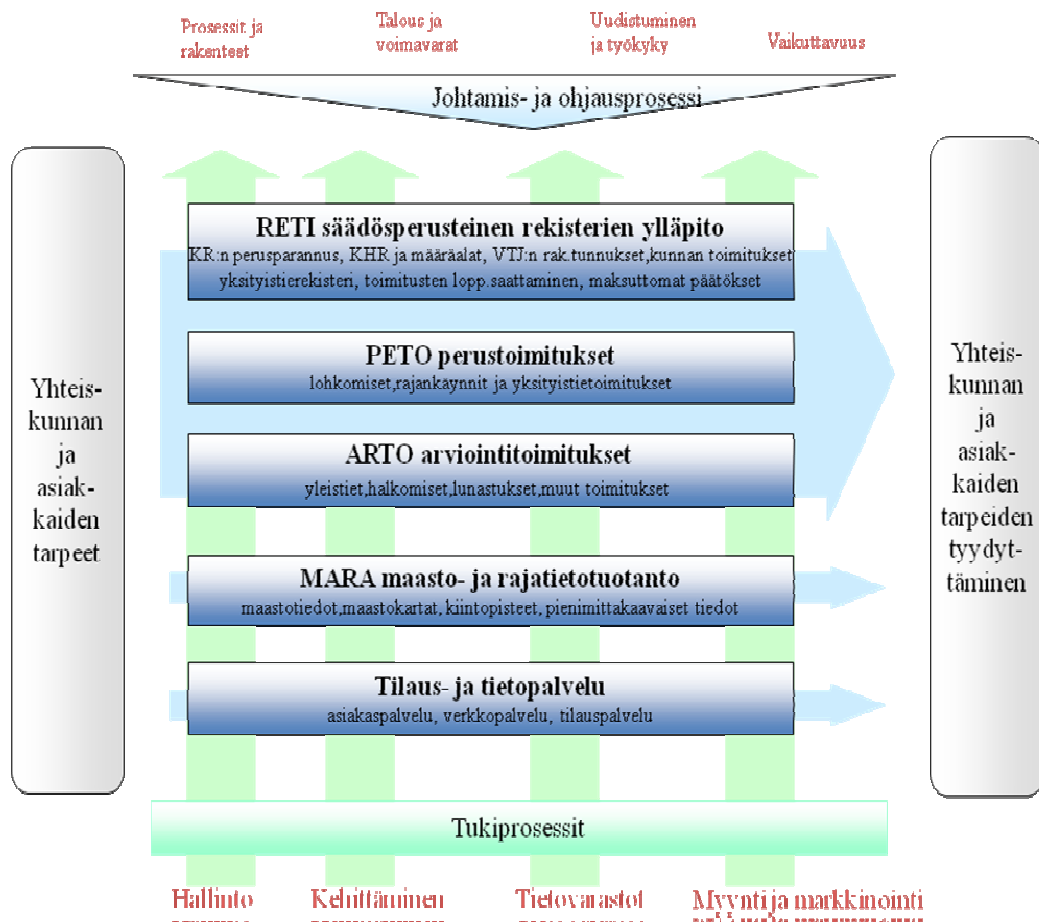 Prosessit ja
rakenteet
Talous ja
voimavarat
Uudistuminen
ja työkyky
Vaikuttavuus
Johtamis- ja ohjausprosessi
Yhteis-
kunnan
ja
asiak-
kaiden
tarpeet
RETI säädösperusteinen rekisterien ylläpito
KR:n perusparannus, KHR ja määräalat, VTJ:n rak.tunnukset,kunnan toimitukset
yksityistierekisteri, toimitusten lopp.saattaminen, maksuttomat päätökset
PETO perustoimitukset
lohkomiset,rajankäynnit ja yksityistietoimitukset
ARTO arviointitoimitukset
yleistiet,halkomiset,lunastukset,muut toimitukset
MARA maasto- ja rajatietotuotanto
maastotiedot,maastokartat, kiintopisteet, pienimittakaavaiset tiedot
Tilaus- ja tietopalvelu
asiakaspalvelu, verkkopalvelu, tilauspalvelu
Yhteis-
kunnan
ja
asiak-
kaiden
tarpeiden
tyydyt-
täminen
Tukiprosessit
Hallinto
Kehittäminen
Tietovarastot
Myynti ja markkinointi